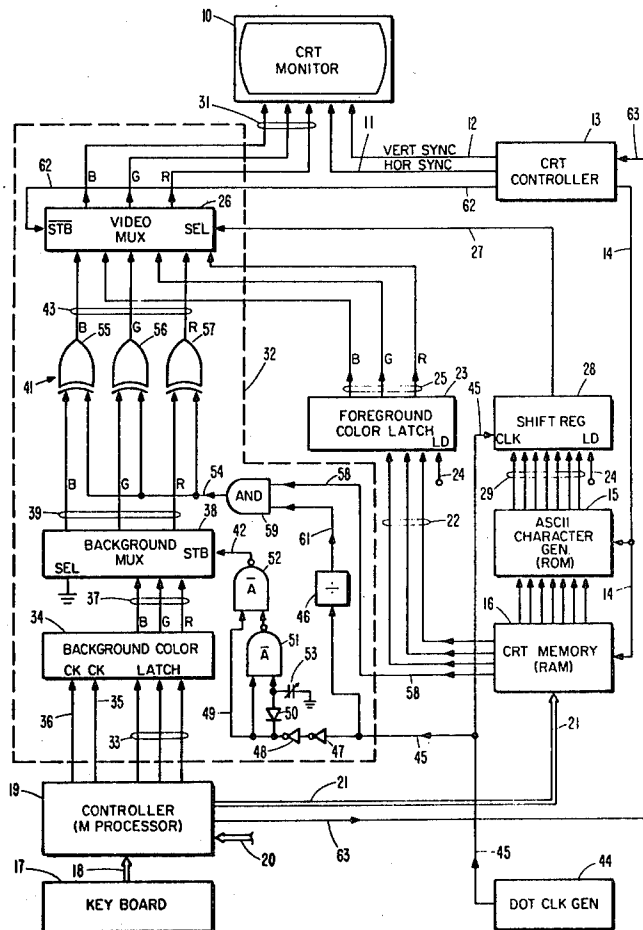 10
CRT
MONITOR
31
11
12
13
63
VERT SYNC
HOR SYNC
CRT
CONTROLLER
62
B
G
R
26
62
STB
VIDEO
MUX
SEL
27
14
43
B
55
G
56
R
57
32
41
B
G
R
25
23
45
28
FOREGROUND
COLOR LATCH
LD
24
SHIFT REG
CLK
LD
24
29
15
54
AND
59
58
22
B
G
R
39
38
42
61
ASCII
CHARACTER
GEN.
(ROM)
BACKGROUND
MUX
STB
SEL
52
A
46
÷
16
14
34
37
B
G
R
51
A
53
CRT MEMORY
(RAM)
BACKGROUND COLOR
CK CK
LATCH
49
50
58
21
36
35
33
48
47
45
19
21
CONTROLLER
(M PROCESSOR)
63
20
17
18
45
44
KEY BOARD
DOT CLK GEN